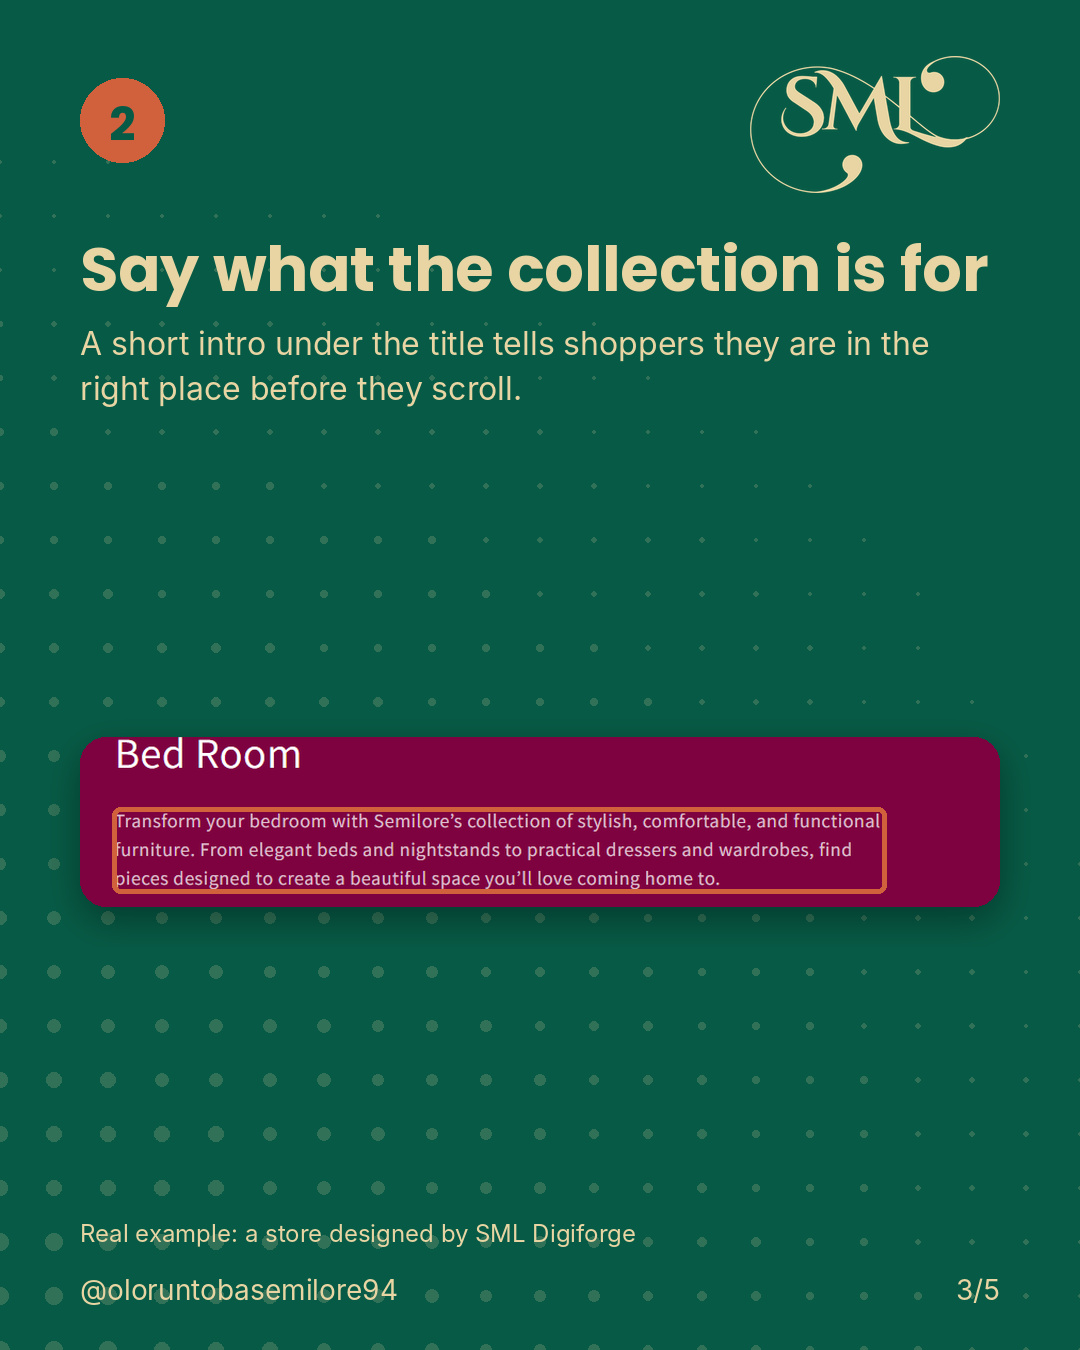 2
SML
Say what the collection is for
A short intro under the title tells shoppers they are in the
right place before they scroll.
Bed Room
Transform your bedroom with Semilore’s collection of stylish, comfortable, and functional
furniture. From elegant beds and nightstands to practical dressers and wardrobes, find
pieces designed to create a beautiful space you’ll love coming home to.
Real example: a store designed by SML Digiforge
@oloruntobasemilore94
3/5